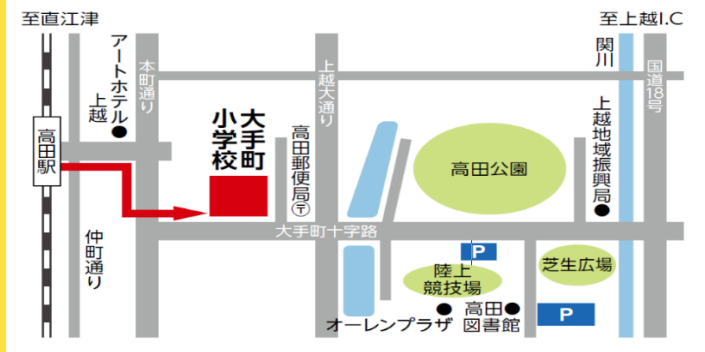 至直江津
至上越I.C
アートホテル
上越
本町通り
上越大通り
関川
国道18号
高田駅
大手町
小学校
高田郵便局〒
高田公園
上越地域振興局
大手町十字路
仲町通り
P
陸上
競技場
芝生広場
オーレンプラザ
高田
図書館
P